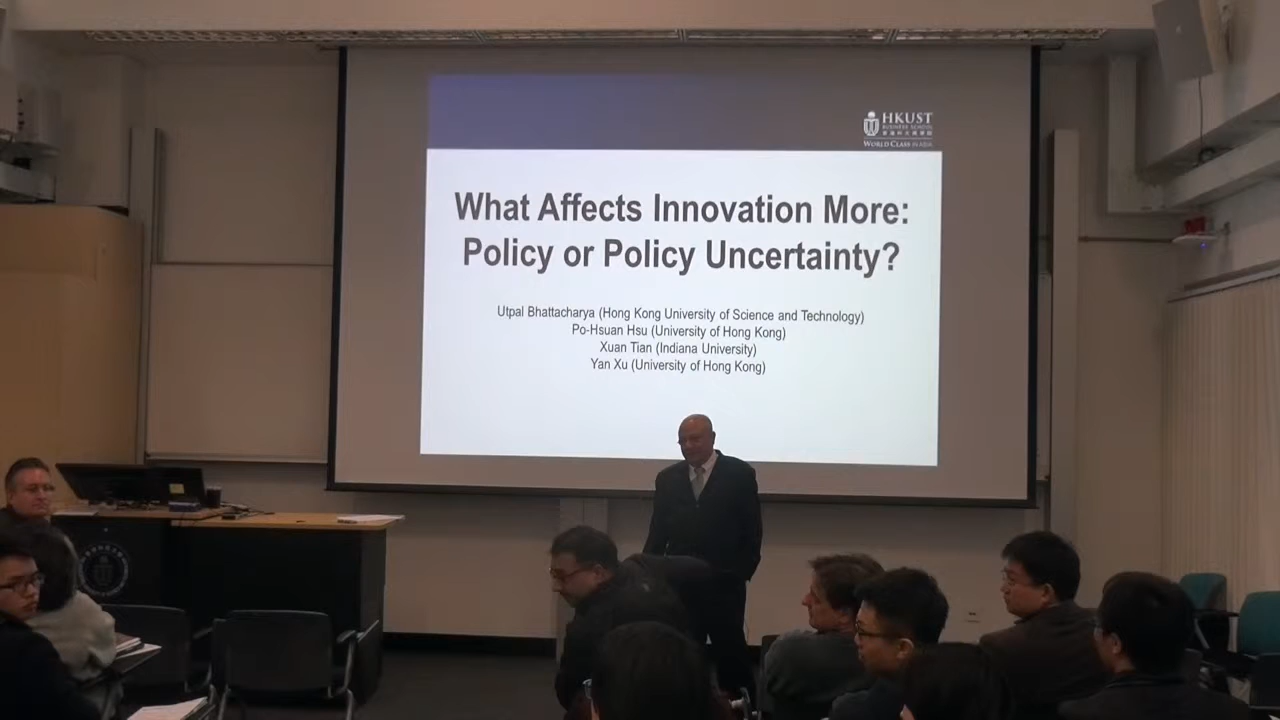 HKUST
BUSINESS SCHOOL
WORLD CLASS IN ASIA
What Affects Innovation More:
Policy or Policy Uncertainty?
Utpal Bhattacharya (Hong Kong University of Science and Technology)
Po-Hsuan Hsu (University of Hong Kong)
Xuan Tian (Indiana University)
Yan Xu (University of Hong Kong)